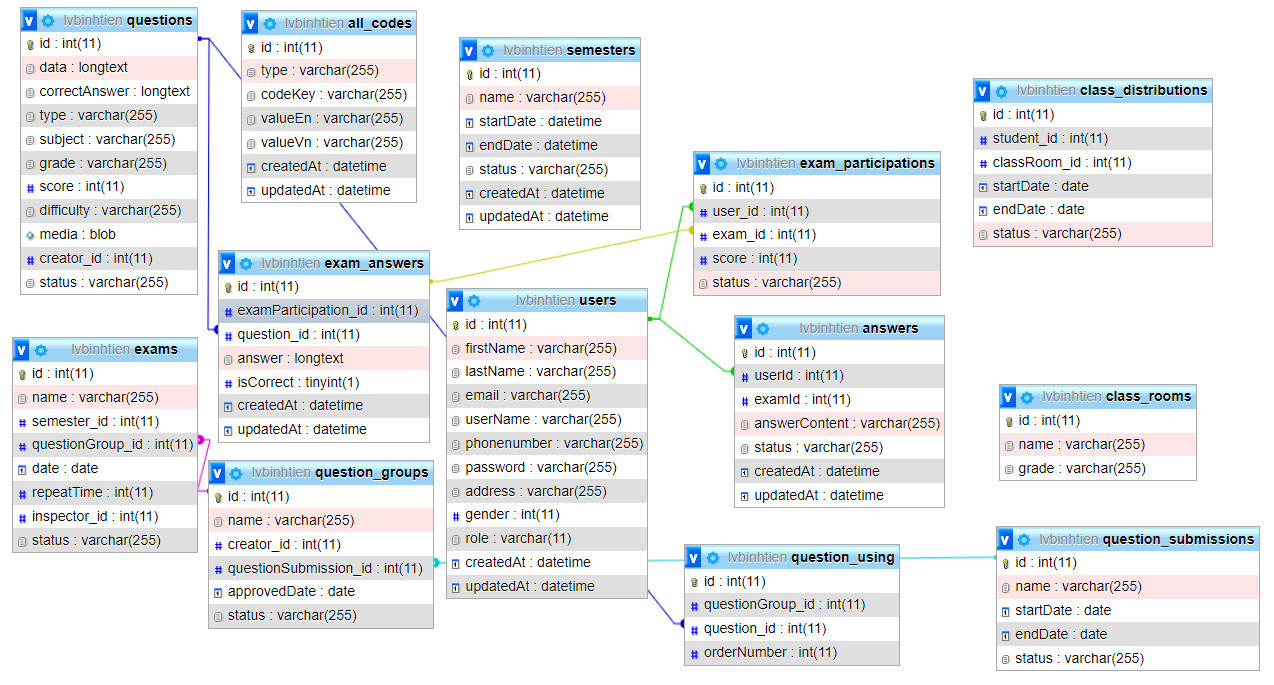 lvbinhtien questions
id : int(11)
data : longtext
correctAnswer : longtext
type : varchar(255)
subject : varchar(255)
grade : varchar(255)
score : int(11)
difficulty : varchar(255)
media : blob
creator_id : int(11)
status : varchar(255)
lvbinhtien all_codes
id : int(11)
type : varchar(255)
codeKey : varchar(255)
valueEn : varchar(255)
valueVn : varchar(255)
createdAt : datetime
updatedAt : datetime
lvbinhtien semesters
id : int(11)
name : varchar(255)
startDate : datetime
endDate : datetime
status : varchar(255)
createdAt : datetime
updatedAt : datetime
lvbinhtien class_distributions
id : int(11)
student_id : int(11)
classRoom_id : int(11)
startDate : date
endDate : date
status : varchar(255)
lvbinhtien exam_participations
id : int(11)
user_id : int(11)
exam_id : int(11)
score : int(11)
status : varchar(255)
lvbinhtien exam_answers
id : int(11)
examParticipation_id : int(11)
question_id : int(11)
answer : longtext
isCorrect : tinyint(1)
createdAt : datetime
updatedAt : datetime
lvbinhtien users
id : int(11)
firstName : varchar(255)
lastName : varchar(255)
email : varchar(255)
userName : varchar(255)
phonenumber : varchar(255)
password : varchar(255)
address : varchar(255)
gender : int(11)
role : varchar(11)
createdAt : datetime
updatedAt : datetime
lvbinhtien answers
id : int(11)
userId : int(11)
examId : int(11)
answerContent : varchar(255)
status : varchar(255)
createdAt : datetime
updatedAt : datetime
lvbinhtien exams
id : int(11)
name : varchar(255)
semester_id : int(11)
questionGroup_id : int(11)
date : date
repeatTime : int(11)
inspector_id : int(11)
status : varchar(255)
lvbinhtien class_rooms
id : int(11)
name : varchar(255)
grade : varchar(255)
lvbinhtien question_groups
id : int(11)
name : varchar(255)
creator_id : int(11)
questionSubmission_id : int(11)
approvedDate : date
status : varchar(255)
lvbinhtien question_using
id : int(11)
questionGroup_id : int(11)
question_id : int(11)
orderNumber : int(11)
lvbinhtien question_submissions
id : int(11)
name : varchar(255)
startDate : date
endDate : date
status : varchar(255)